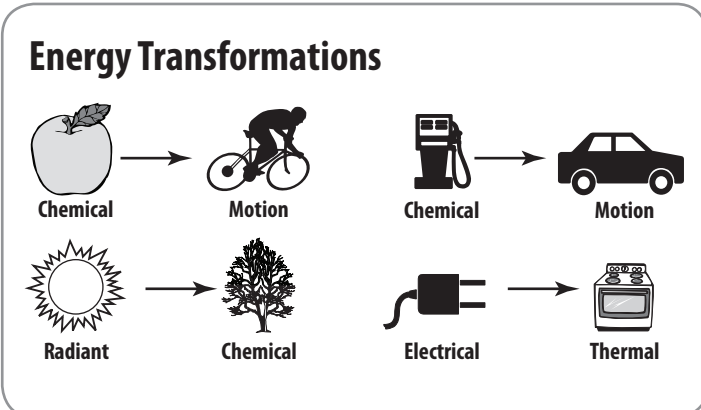 Energy Transformations
Chemical
Motion
Chemical
Motion
Radiant
Chemical
Electrical
Thermal